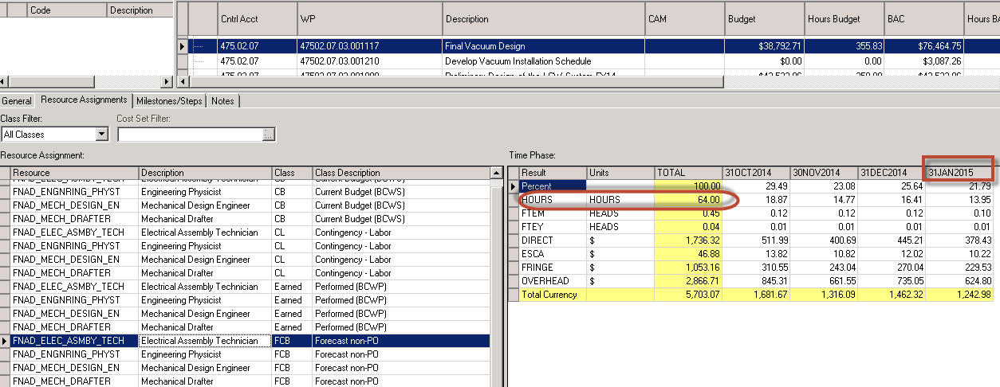 Code Description
Cntrl Acct WP Description CAM Budget Hours Budget BAC Hours BA
475.02.07 47502.07.03.001117 Final Vacuum Design $38,792.71 355.83 $76,464.75
475.02.07 47502.07.03.001210 Develop Vacuum Installation Schedule $0.00 0.00 $3,087.26
General Resource Assignments Milestones/Steps Notes
Class Filter: Cost Set Filter:
All Classes ...
Resource Assignment: Time Phase:
Resource Description Class Class Description
FNAD_ENGNRING_PHYST Engineering Physicist CB Current Budget (BCWS)
FNAD_MECH_DESIGN_EN Mechanical Design Engineer CB Current Budget (BCWS)
FNAD_MECH_DRAFTER Mechanical Drafter CB Current Budget (BCWS)
FNAD_ELEC_ASMBY_TECH Electrical Assembly Technician CL Contingency - Labor
FNAD_ENGNRING_PHYST Engineering Physicist CL Contingency - Labor
FNAD_MECH_DESIGN_EN Mechanical Design Engineer CL Contingency - Labor
FNAD_MECH_DRAFTER Mechanical Drafter CL Contingency - Labor
FNAD_ELEC_ASMBY_TECH Electrical Assembly Technician Earned Performed (BCWP)
FNAD_ENGNRING_PHYST Engineering Physicist Earned Performed (BCWP)
FNAD_MECH_DESIGN_EN Mechanical Design Engineer Earned Performed (BCWP)
FNAD_MECH_DRAFTER Mechanical Drafter Earned Performed (BCWP)
FNAD_ELEC_ASMBY_TECH Electrical Assembly Technician FCB Forecast non-PO
FNAD_ENGNRING_PHYST Engineering Physicist FCB Forecast non-PO
FNAD_MECH_DESIGN_EN Mechanical Design Engineer FCB Forecast non-PO
FNAD_MECH_DRAFTER Mechanical Drafter FCB Forecast non-PO
Result Units TOTAL 31OCT2014 30NOV2014 31DEC2014 31JAN2015
Percent 100.00 29.49 23.08 25.64 21.79
HOURS HOURS 64.00 18.87 14.77 16.41 13.95
FTEM HEADS 0.45 0.12 0.12 0.12 0.10
FTEY HEADS 0.04 0.01 0.01 0.01 0.01
DIRECT $ 1,736.32 511.99 400.69 445.21 378.43
ESCA $ 46.88 13.82 10.82 12.02 10.22
FRINGE $ 1,053.16 310.55 243.04 270.04 229.53
OVERHEAD $ 2,866.71 845.31 661.55 735.05 624.80
Total Currency 5,703.07 1,681.67 1,316.09 1,462.32 1,242.98